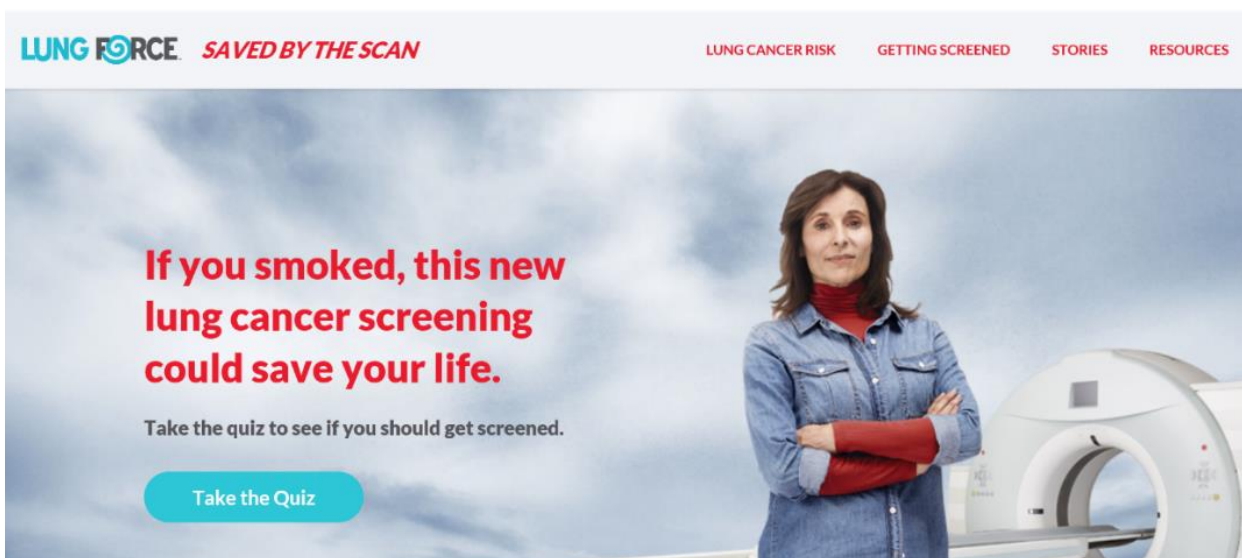 LUNG FORCE SAVED BY THE SCAN LUNG CANCER RISK GETTING SCREENED STORIES RESOURCES
If you smoked, this new
lung cancer screening
could save your life.
Take the quiz to see if you should get screened.
Take the Quiz